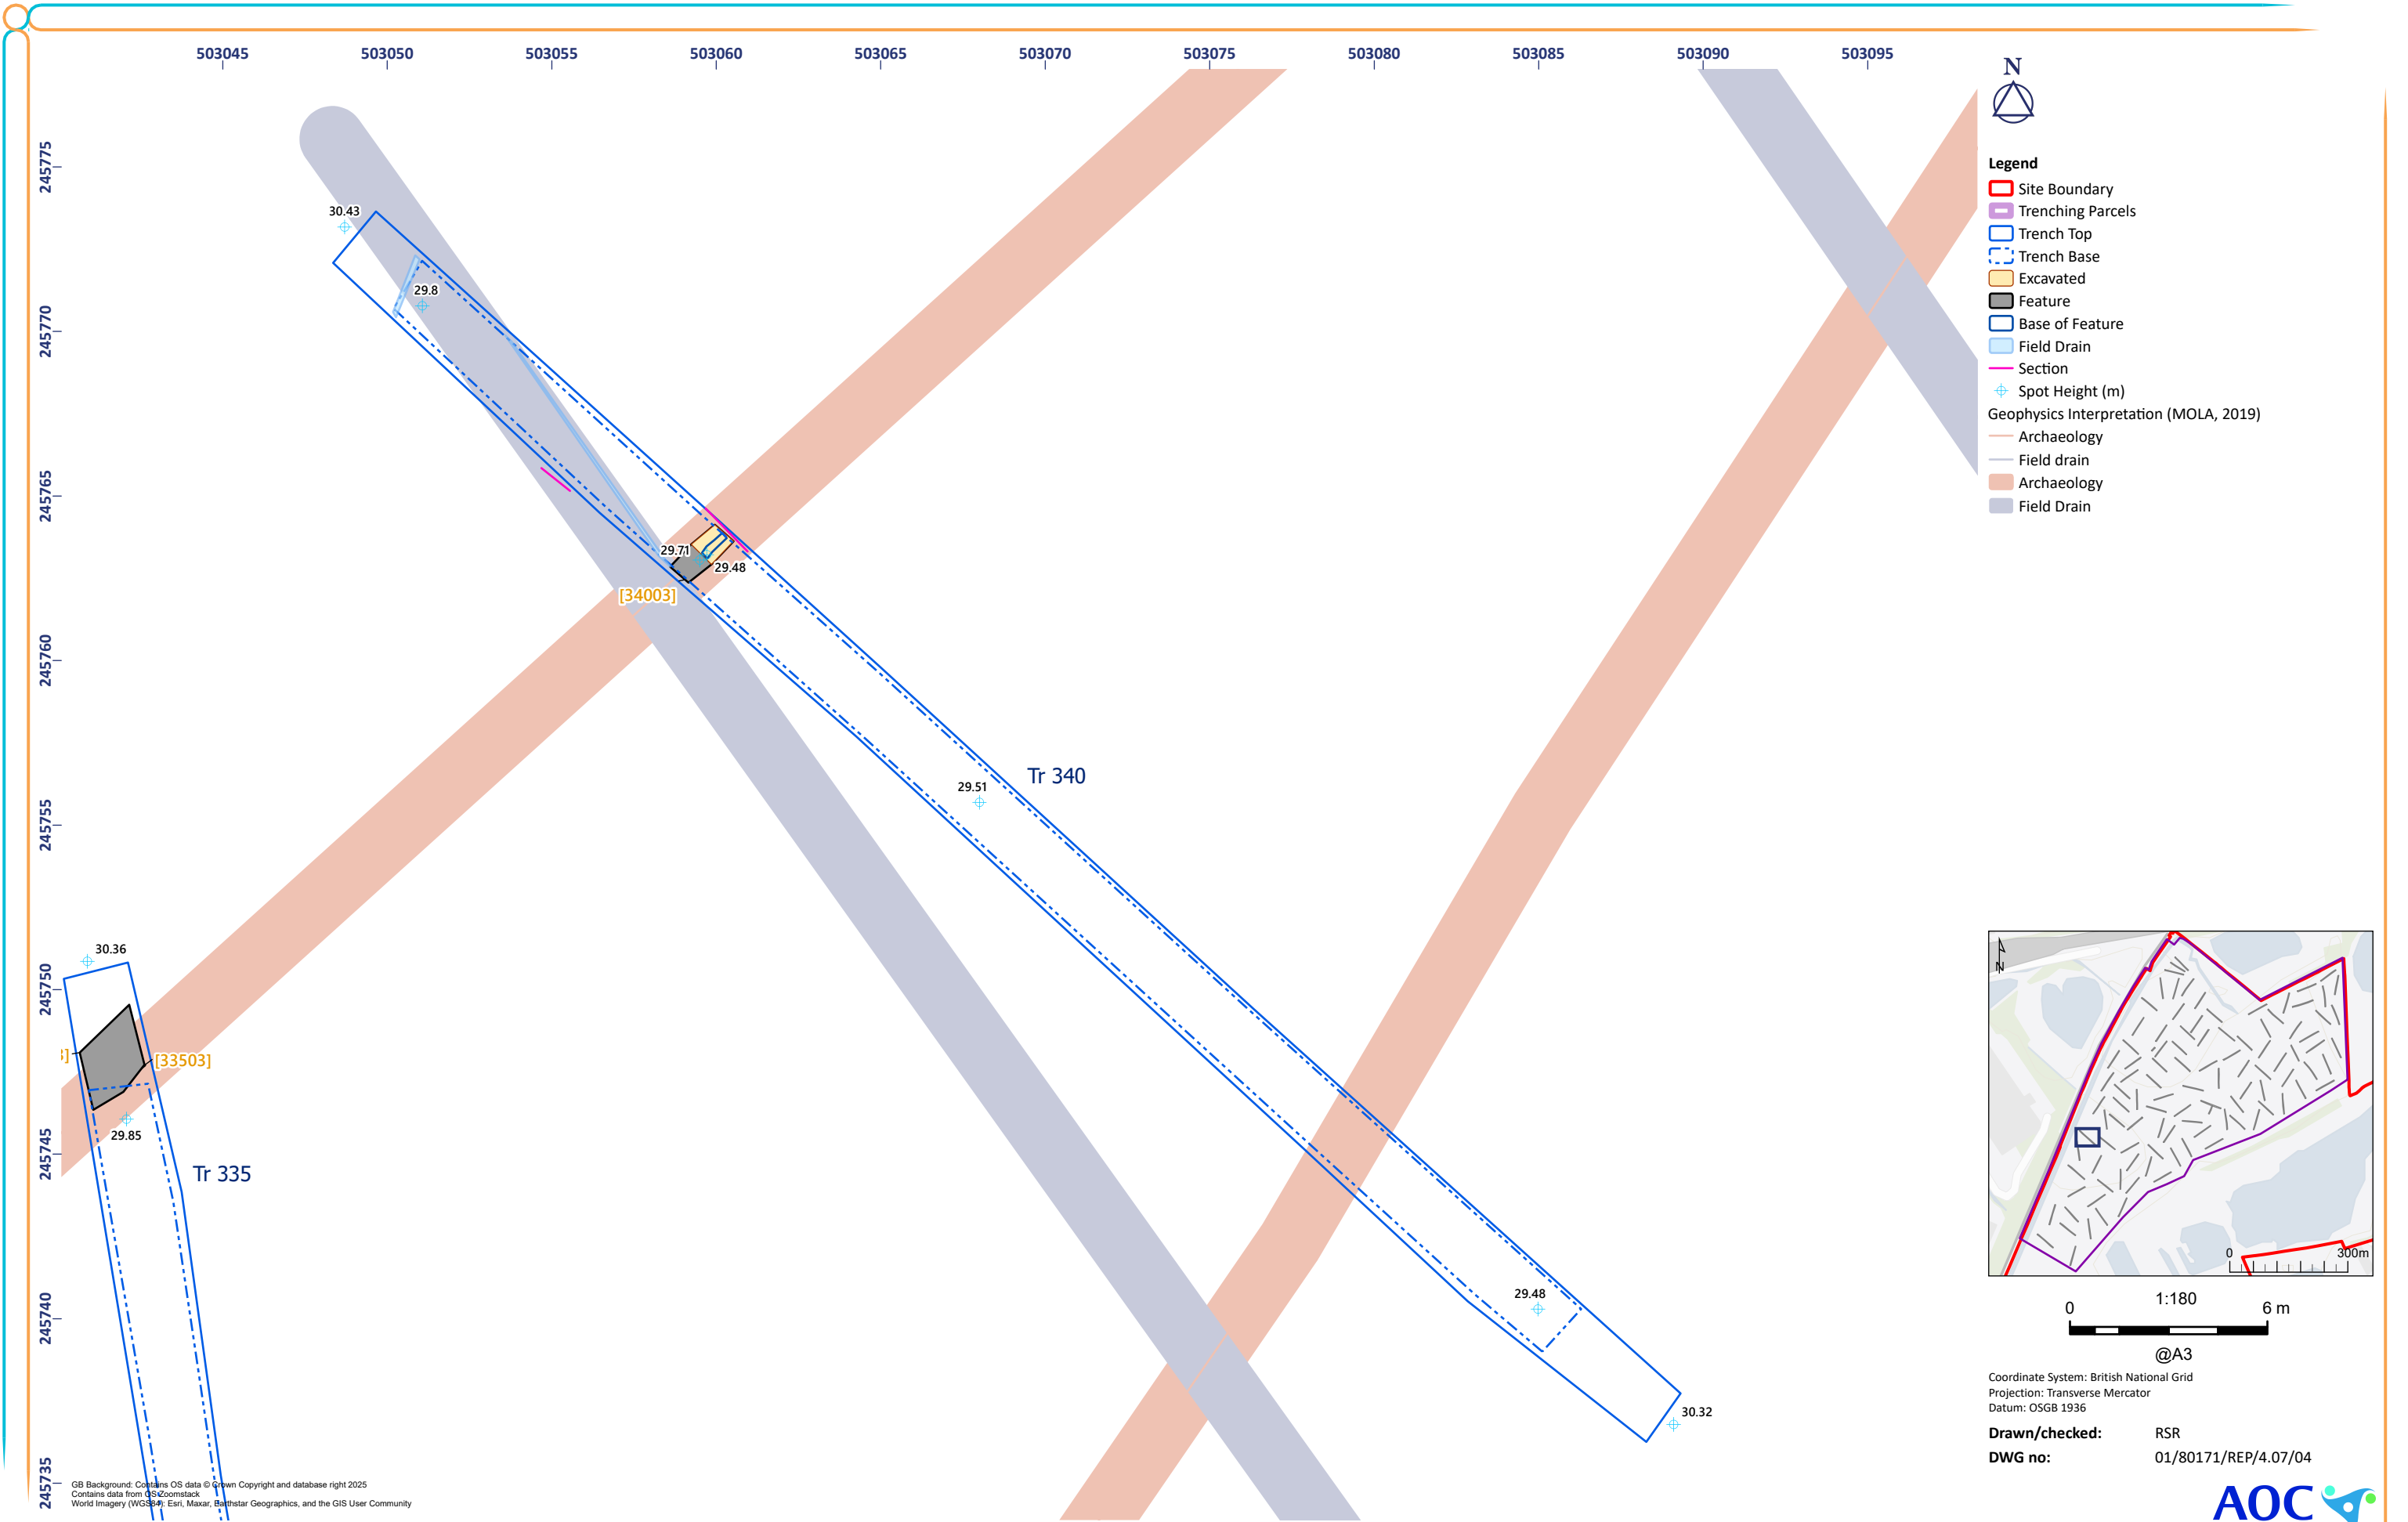 503045 503050 503055 503060 503065 503070 503075 503080 503085 503090 503095
N
245775
245770
245765
245760
245755
245750
245745
245740
245735
30.43
29.8
29.71
29.48
[34003]
29.51
Tr 340
30.36
3]
[33503]
29.85
Tr 335
29.48
30.32
Legend
Site Boundary
Trenching Parcels
Trench Top
Trench Base
Excavated
Feature
Base of Feature
Field Drain
Section
Spot Height (m)
Geophysics Interpretation (MOLA, 2019)
Archaeology
Field drain
Archaeology
Field Drain
N
0 300m
1:180
0 6 m
@A3
Coordinate System: British National Grid
Projection: Transverse Mercator
Datum: OSGB 1936
Drawn/checked: RSR
DWG no: 01/80171/REP/4.07/04
GB Background: Contains OS data © Crown Copyright and database right 2025
Contains data from OS Zoomstack
World Imagery (WGS84): Esri, Maxar, Earthstar Geographics, and the GIS User Community
AOC